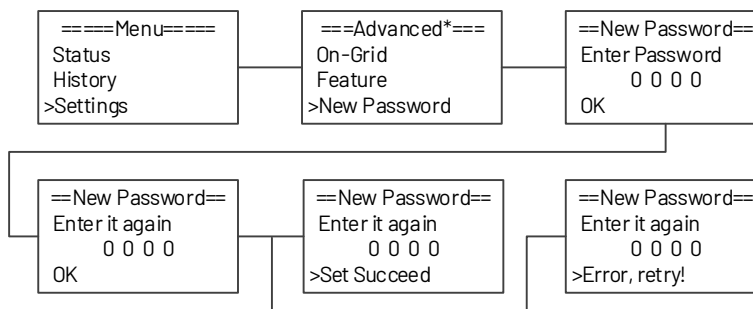 =====Menu=====
Status
History
>Settings
===Advanced*===
On-Grid
Feature
>New Password
==New Password==
Enter Password
0 0 0 0
OK
==New Password==
Enter it again
0 0 0 0
OK
==New Password==
Enter it again
0 0 0 0
>Set Succeed
==New Password==
Enter it again
0 0 0 0
>Error, retry!